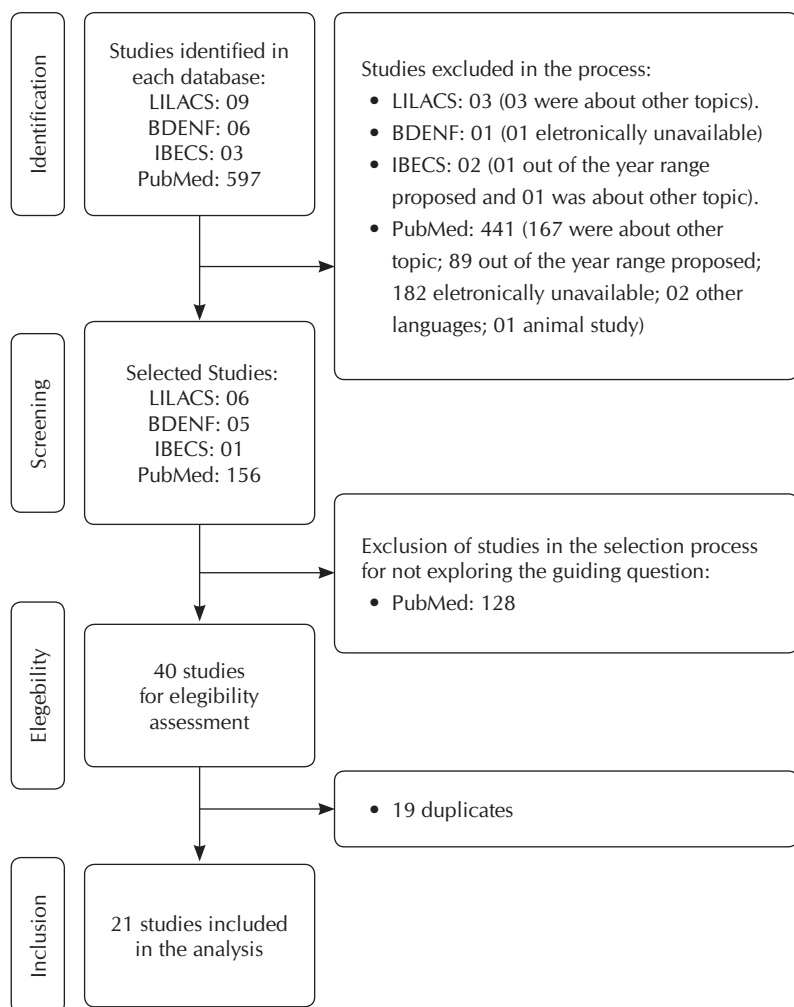 Identification
Studies identified in
each database:
LILACS: 09
BDENF: 06
IBECS: 03
PubMed: 597
Studies excluded in the process:
• LILACS: 03 (03 were about other topics).
• BDENF: 01 (01 eletronically unavailable)
• IBECS: 02 (01 out of the year range
proposed and 01 was about other topic).
• PubMed: 441 (167 were about other
topic; 89 out of the year range proposed;
182 eletronically unavailable; 02 other
languages; 01 animal study)
Screening
Selected Studies:
LILACS: 06
BDENF: 05
IBECS: 01
PubMed: 156
Exclusion of studies in the selection process
for not exploring the guiding question:
• PubMed: 128
Elegebility
40 studies
for elegibility
assessment
• 19 duplicates
Inclusion
21 studies included
in the analysis